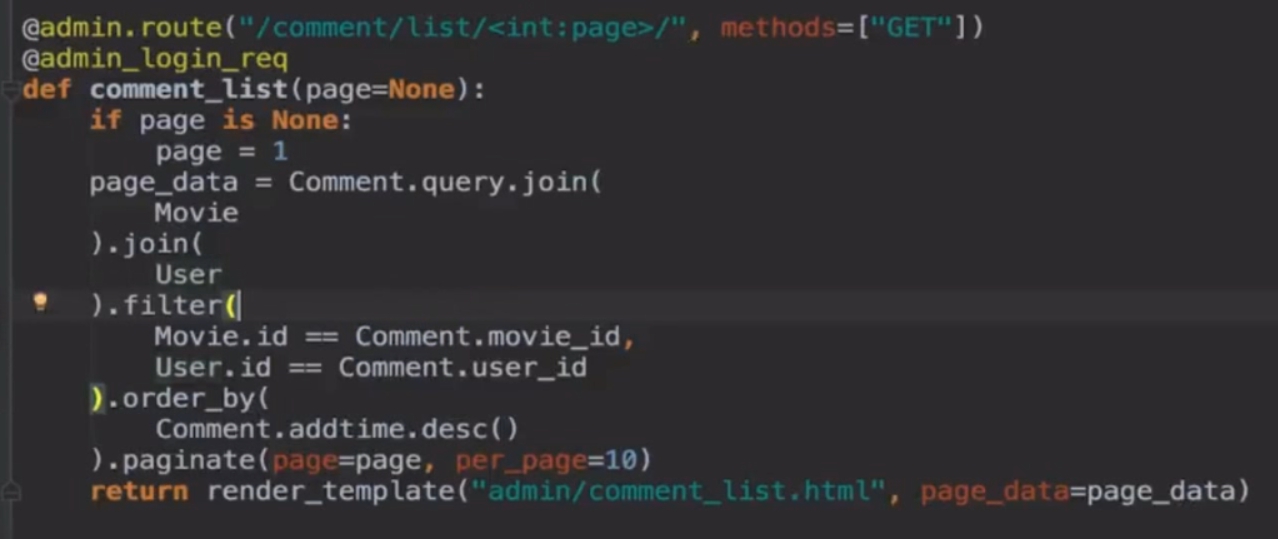 @admin.route("/comment/list/<int:page>/", methods=["GET"])
@admin_login_req
def comment_list(page=None):
    if page is None:
        page = 1
    page_data = Comment.query.join(
        Movie
    ).join(
        User
    ).filter(
        Movie.id == Comment.movie_id,
        User.id == Comment.user_id
    ).order_by(
        Comment.addtime.desc()
    ).paginate(page=page, per_page=10)
    return render_template("admin/comment_list.html", page_data=page_data)